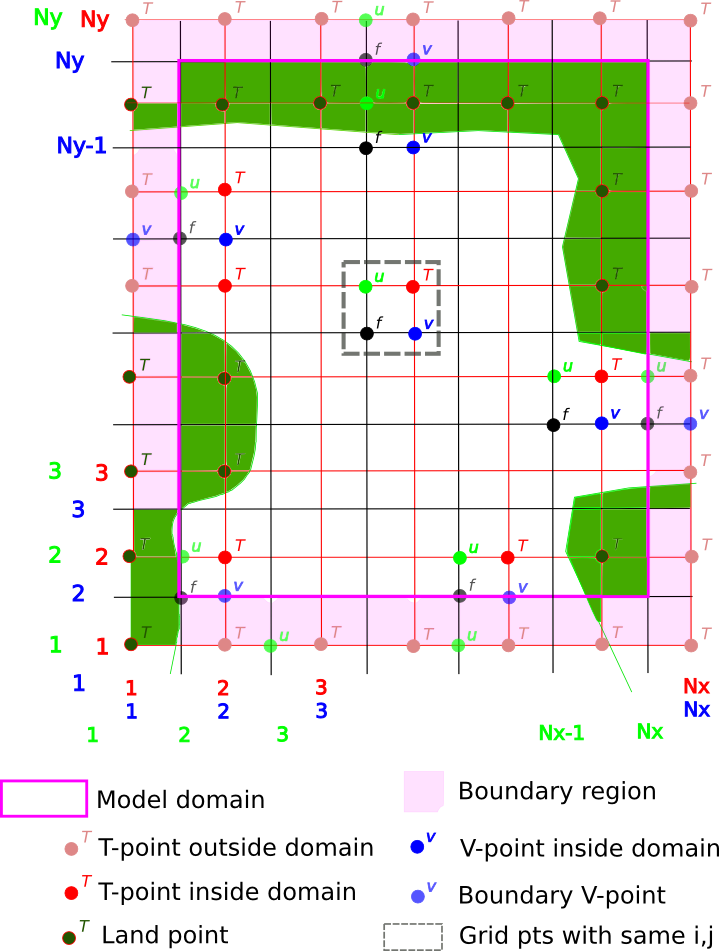 T T T u T T T T
Ny Ny
f v
Ny
T T T u T T T T T
f v
Ny-1
T u T T T
v f v
T T u T T T
f v
T T u T u T
f v f v
3 3 T T T
3
2 2 T u T u T T T
2 f v f v
1 1 T T u T u T T T T
1 1 2 3 Nx
1 2 3 Nx
1 2 3 Nx-1 Nx
Model domain
Boundary region
T T-point outside domain
v V-point inside domain
T T-point inside domain
v Boundary V-point
T Land point
Grid pts with same i,j